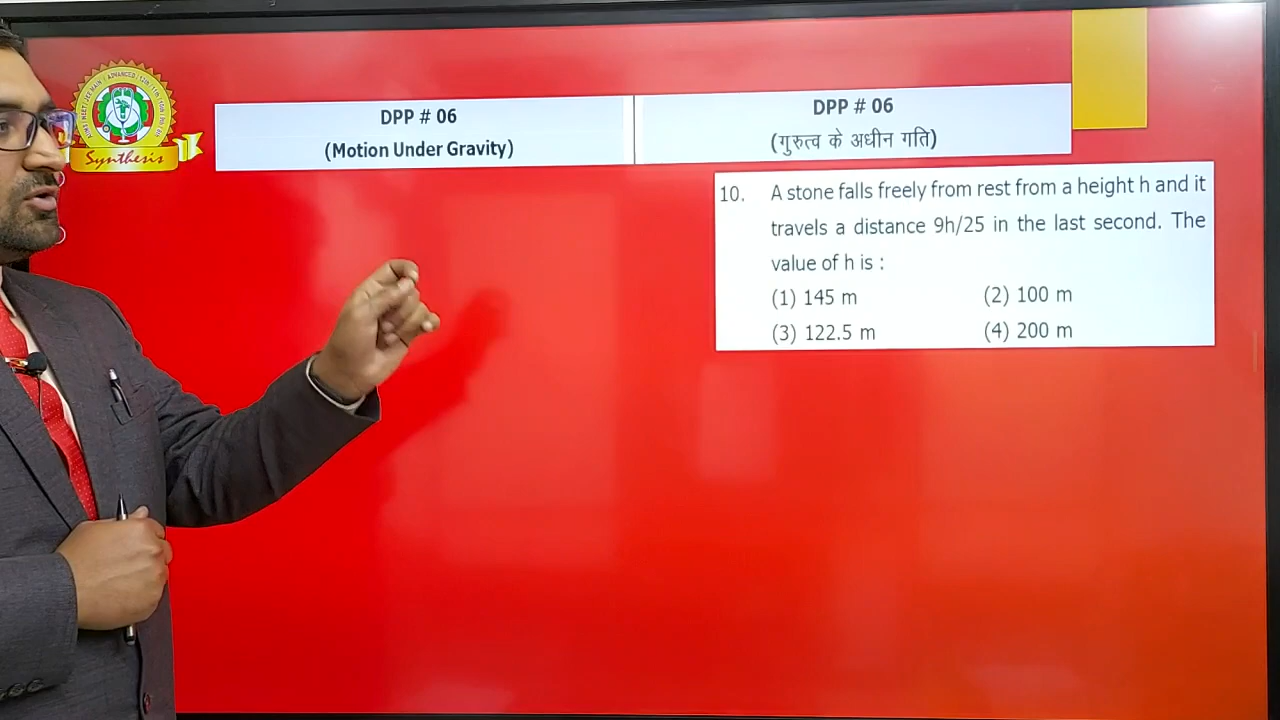 Synthesis
DPP # 06
(Motion Under Gravity)
DPP # 06
(गुरुत्व के अधीन गति)
10. A stone falls freely from rest from a height h and it
travels a distance 9h/25 in the last second. The
value of h is :
(1) 145 m (2) 100 m
(3) 122.5 m (4) 200 m